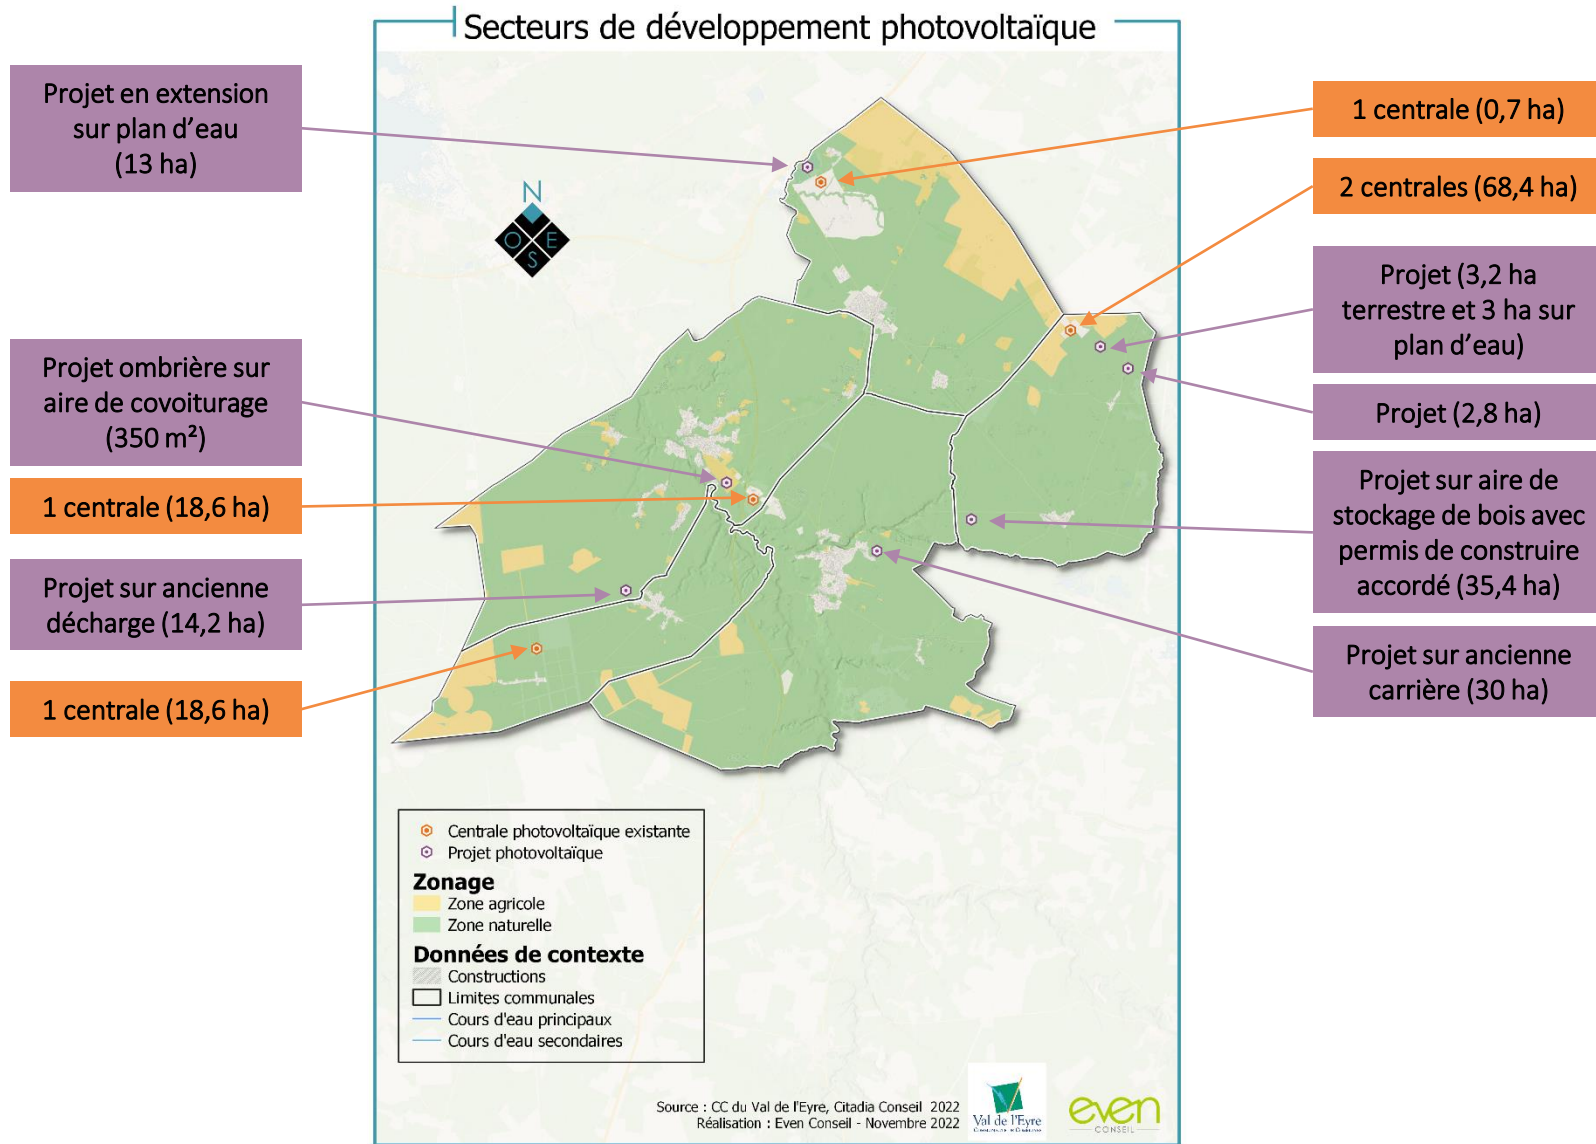 Secteurs de développement photovoltaïque
Projet en extension
sur plan d'eau
(13 ha)
Projet ombrière sur
aire de covoiturage
(350 m²)
1 centrale (18,6 ha)
Projet sur ancienne
décharge (14,2 ha)
1 centrale (18,6 ha)
N
O
E
S
1 centrale (0,7 ha)
2 centrales (68,4 ha)
Projet (3,2 ha
terrestre et 3 ha sur
plan d'eau)
Projet (2,8 ha)
Projet sur aire de
stockage de bois avec
permis de construire
accordé (35,4 ha)
Projet sur ancienne
carrière (30 ha)
Centrale photovoltaïque existante
Projet photovoltaïque
Zonage
Zone agricole
Zone naturelle
Données de contexte
Constructions
Limites communales
Cours d'eau principaux
Cours d'eau secondaires
Source : CC du Val de l'Eyre, Citadia Conseil 2022
Réalisation : Even Conseil - Novembre 2022
Val de l'Eyre
even
CONSEIL